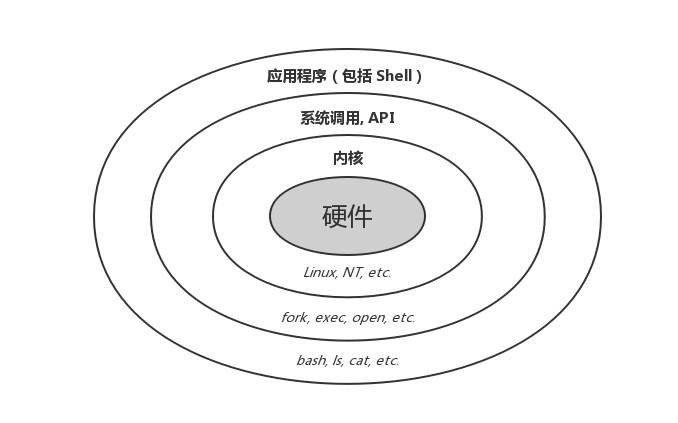 应用程序（包括 Shell）
系统调用, API
内核
硬件
Linux, NT, etc.
fork, exec, open, etc.
bash, ls, cat, etc.